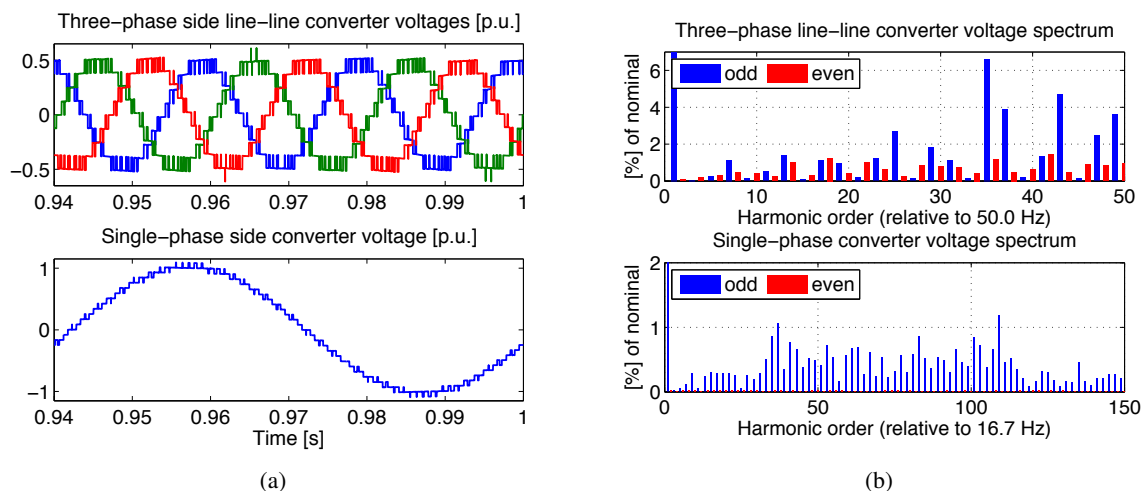 Three−phase side line−line converter voltages [p.u.]
0.5
0
−0.5
0.94 0.95 0.96 0.97 0.98 0.99 1
Single−phase side converter voltage [p.u.]
1
0
−1
0.94 0.95 0.96 0.97 0.98 0.99 1
Time [s]
(a)
Three−phase line−line converter voltage spectrum
[%] of nominal
6
4
2
0
odd even
0 10 20 30 40 50
Harmonic order (relative to 50.0 Hz)
Single−phase converter voltage spectrum
[%] of nominal
2
1
0
odd even
0 50 100 150
Harmonic order (relative to 16.7 Hz)
(b)